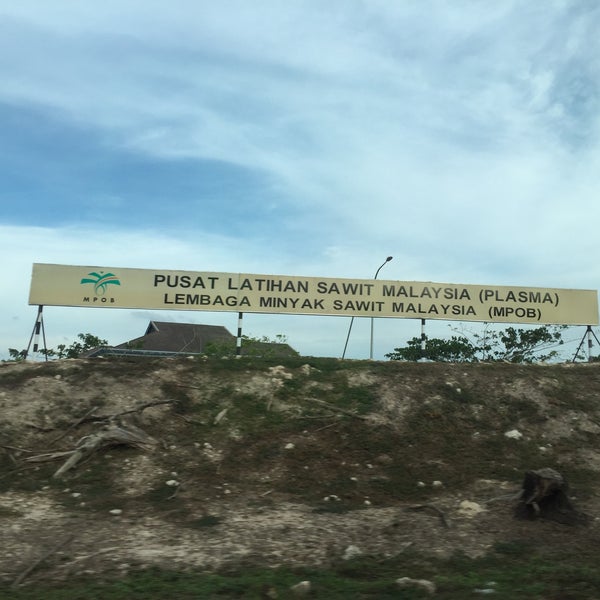 PUSAT LATIHAN SAWIT MALAYSIA (PLASMA)
LEMBAGA MINYAK SAWIT MALAYSIA (MPOB)
MPOB